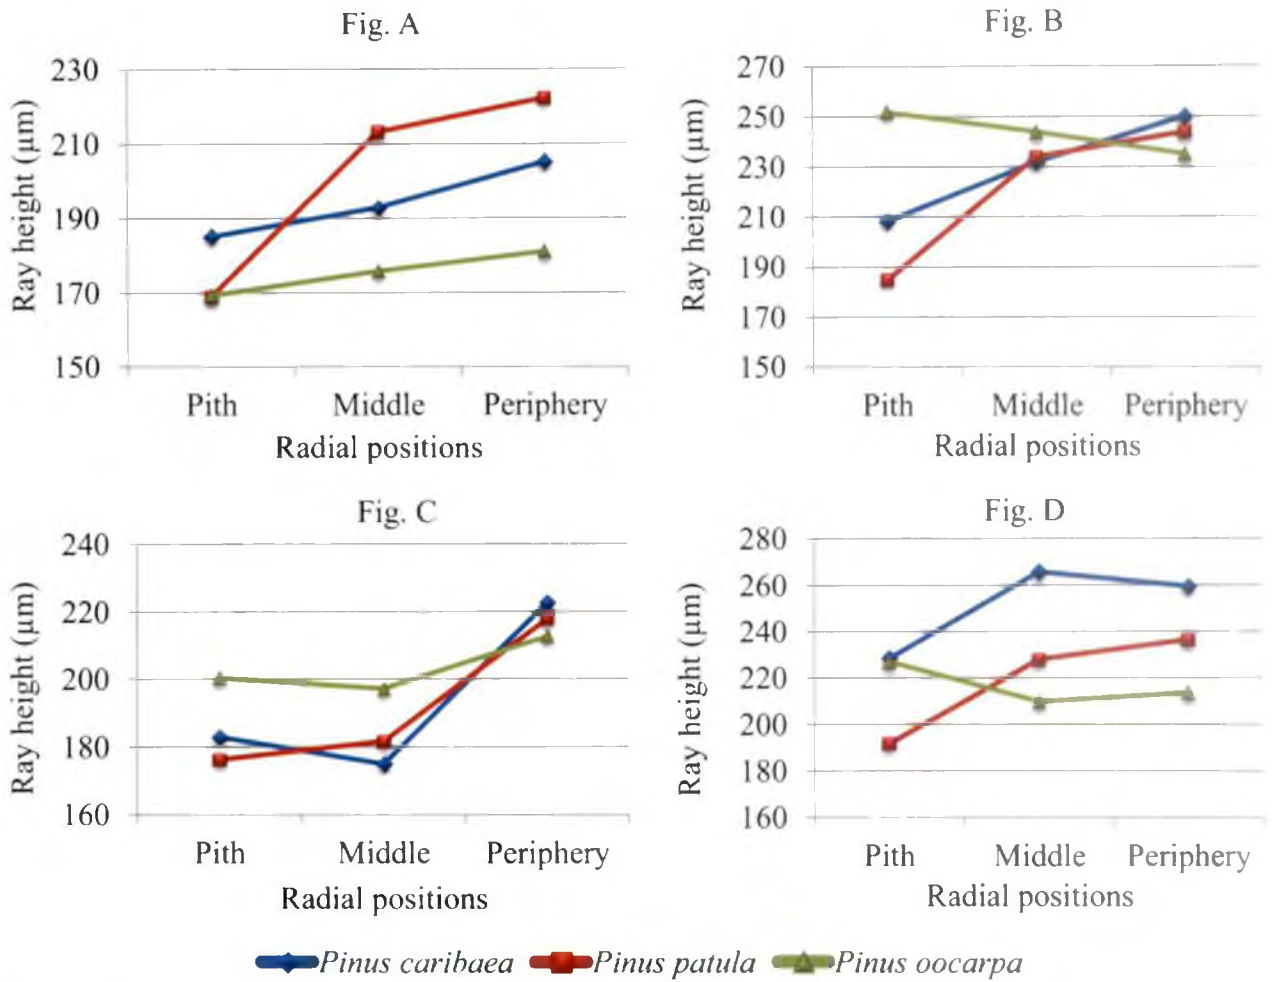 Fig. A
230
210
190
170
150
Ray height (µm)
Pith Middle Periphery
Radial positions
Fig. B
270
250
230
210
190
170
150
Ray height (µm)
Pith Middle Periphery
Radial positions
Fig. C
240
220
200
180
160
Ray height (µm)
Pith Middle Periphery
Radial positions
Fig. D
280
260
240
220
200
180
160
Ray height (µm)
Pith Middle Periphery
Radial positions
Pinus caribaea Pinus patula Pinus oocarpa